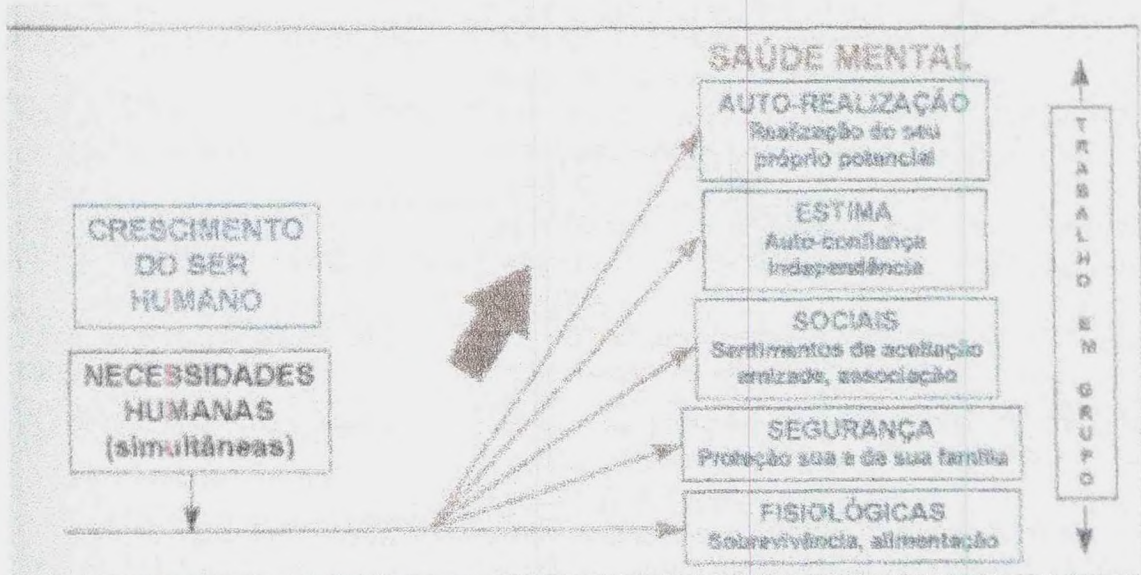 SAÚDE MENTAL
AUTO-REALIZAÇÃO
Realização do seu
próprio potencial
ESTIMA
Auto-confiança
Independência
SOCIAIS
Sentimentos de aceitação
amizade, associação
SEGURANÇA
Proteção sua e de sua família
FISIOLÓGICAS
Sobrevivência, alimentação
CRESCIMENTO
DO SER
HUMANO
NECESSIDADES
HUMANAS
(simultâneas)
TRABALHO EM GRUPO